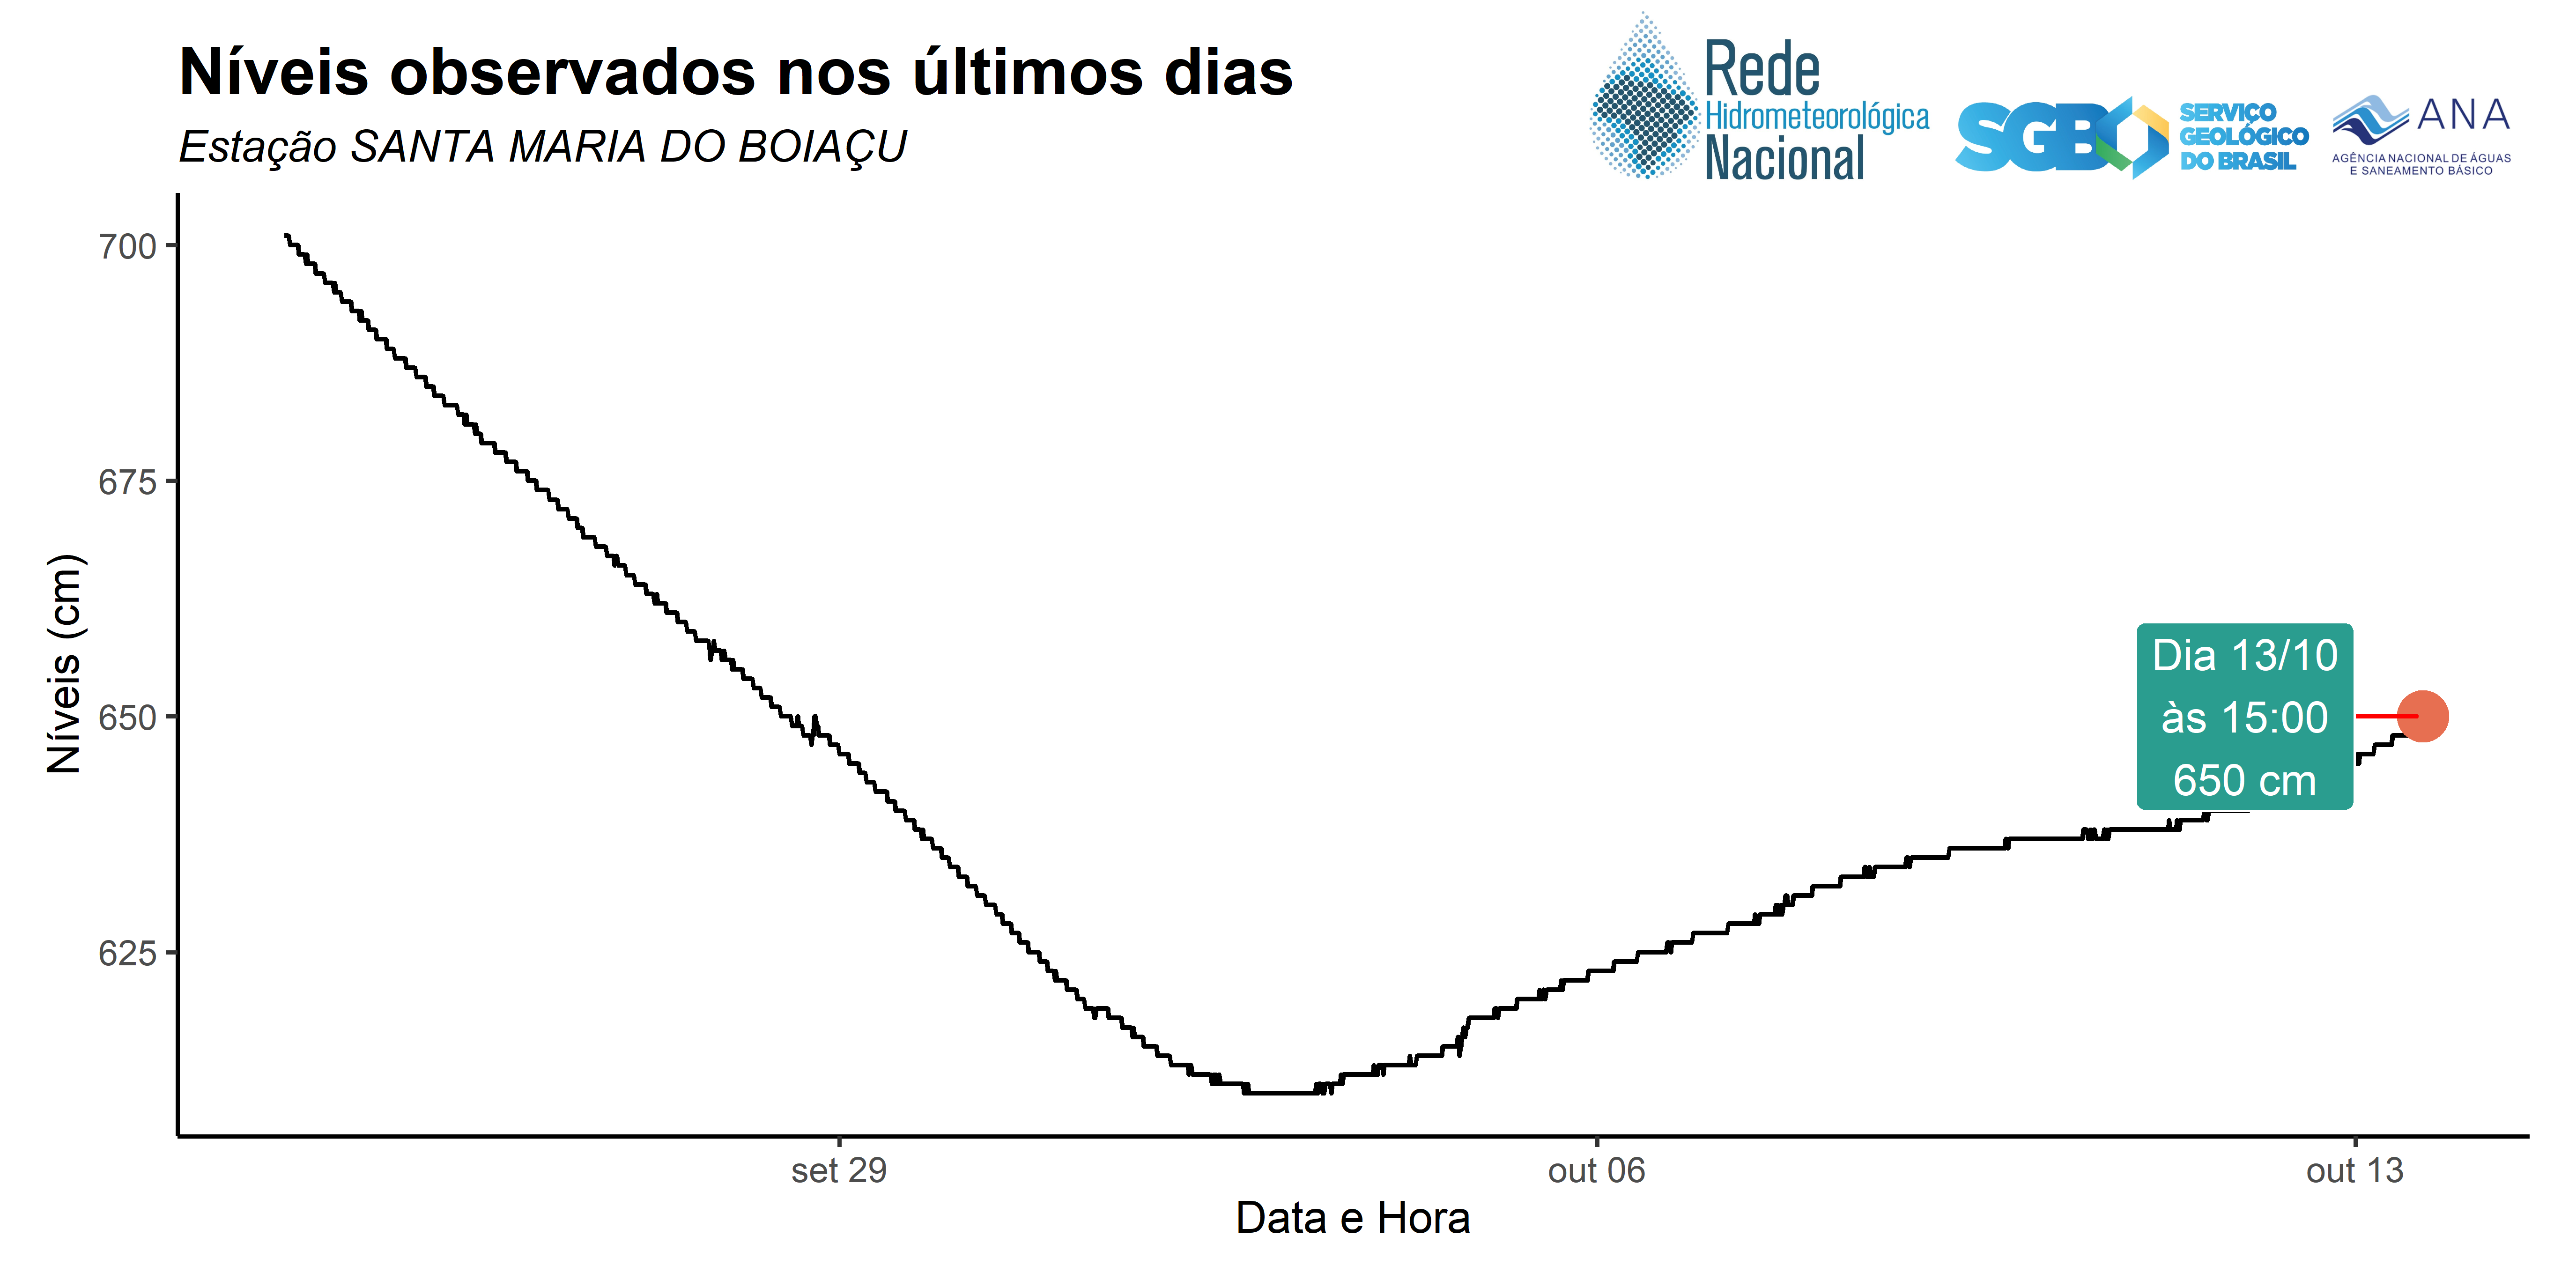 Níveis observados nos últimos dias
Estação SANTA MARIA DO BOIAÇU
Rede
Hidrometeorológica
Nacional
SGB
SERVIÇO
GEOLÓGICO
DO BRASIL
ANA
AGÊNCIA NACIONAL DE ÁGUAS
E SANEAMENTO BÁSICO
Níveis (cm)
700
675
650
625
Dia 13/10
às 15:00
650 cm
set 29
out 06
out 13
Data e Hora